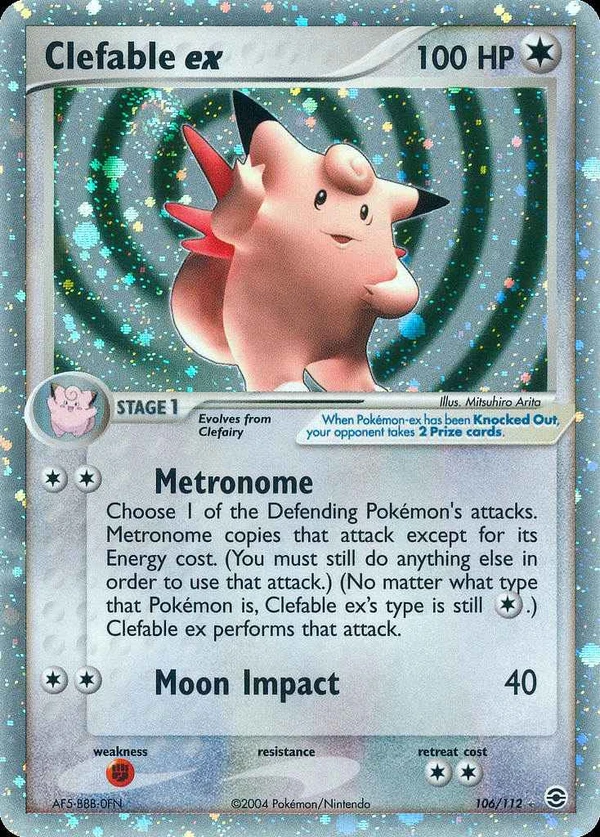 Clefable ex 100 HP
Illus. Mitsuhiro Arita
STAGE 1
Evolves from
Clefairy
When Pokémon-ex has been Knocked Out,
your opponent takes 2 Prize cards.
Metronome
Choose 1 of the Defending Pokémon's attacks.
Metronome copies that attack except for its
Energy cost. (You must still do anything else in
order to use that attack.) (No matter what type
that Pokémon is, Clefable ex's type is still .)
Clefable ex performs that attack.
Moon Impact 40
weakness resistance retreat cost
AF5-BBB-0FN ©2004 Pokémon/Nintendo 106/112